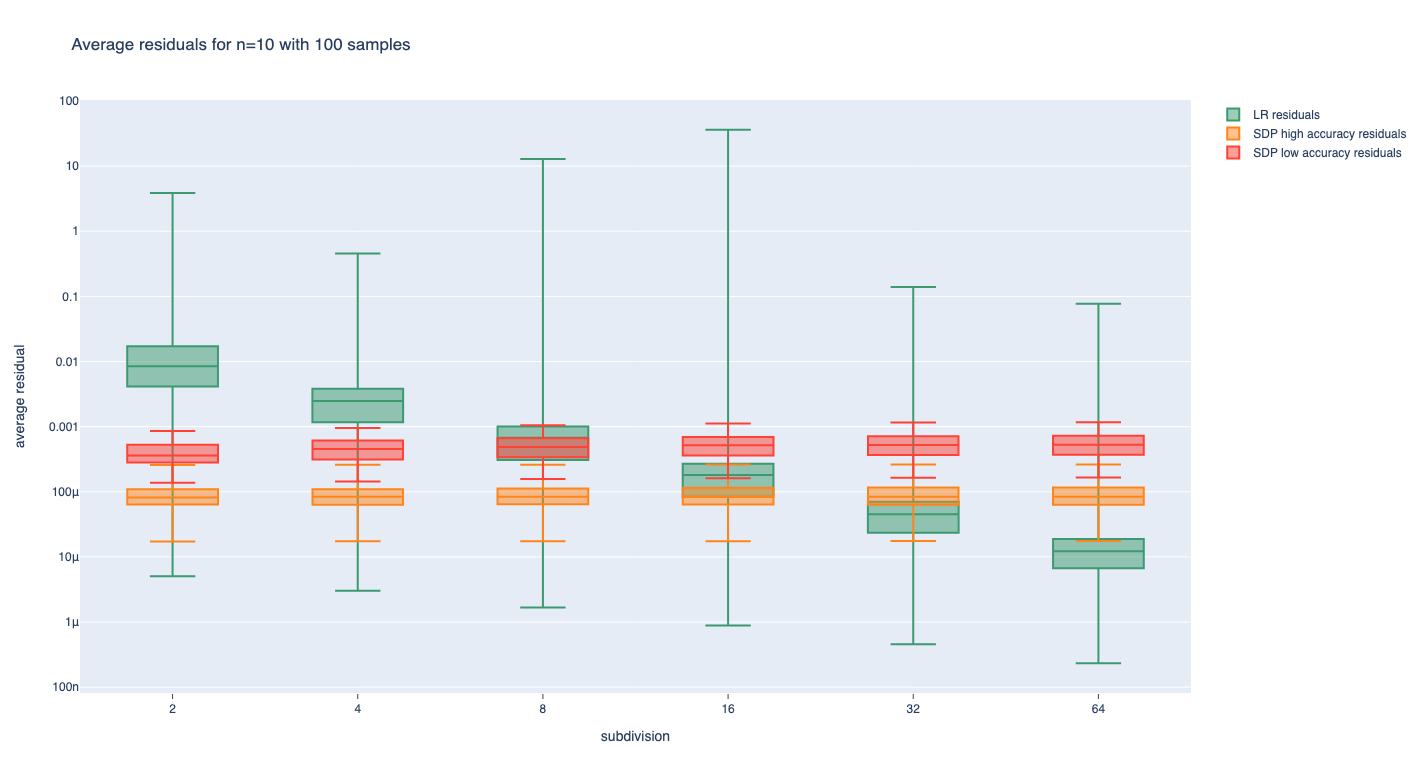 Average residuals for n=10 with 100 samples
100
10
1
0.1
0.01
0.001
100μ
10μ
1μ
100n
average residual
2
4
8
16
32
64
subdivision
LR residuals
SDP high accuracy residuals
SDP low accuracy residuals